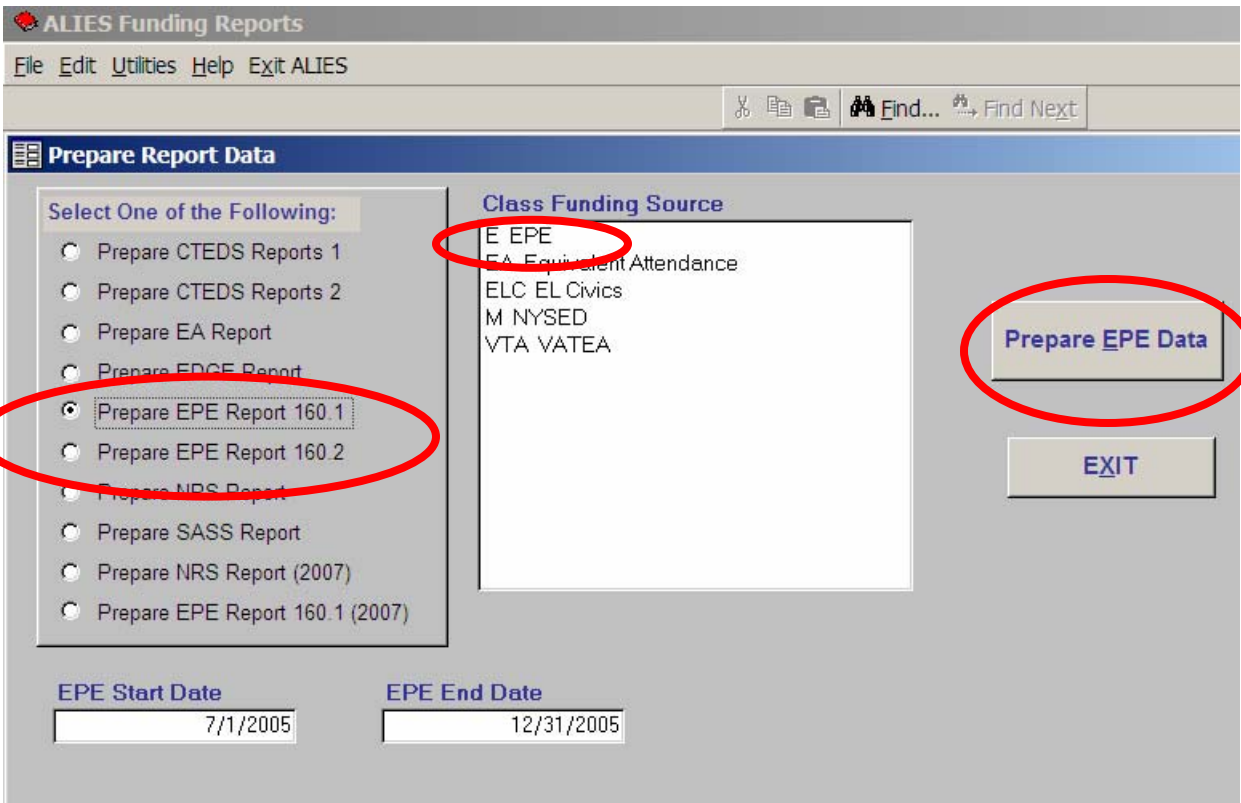 ALIES Funding Reports
File Edit Utilities Help Exit ALIES
Find... Find Next
Prepare Report Data
Select One of the Following:
Prepare CTEDS Reports 1
Prepare CTEDS Reports 2
Prepare EA Report
Prepare EDGE Report
Prepare EPE Report 160.1
Prepare EPE Report 160.2
Prepare NRS Report
Prepare SASS Report
Prepare NRS Report (2007)
Prepare EPE Report 160.1 (2007)
Class Funding Source
E EPE
EA Equivalent Attendance
ELC EL Civics
M NYSED
VTA VATEA
Prepare EPE Data
EXIT
EPE Start Date
7/1/2005
EPE End Date
12/31/2005